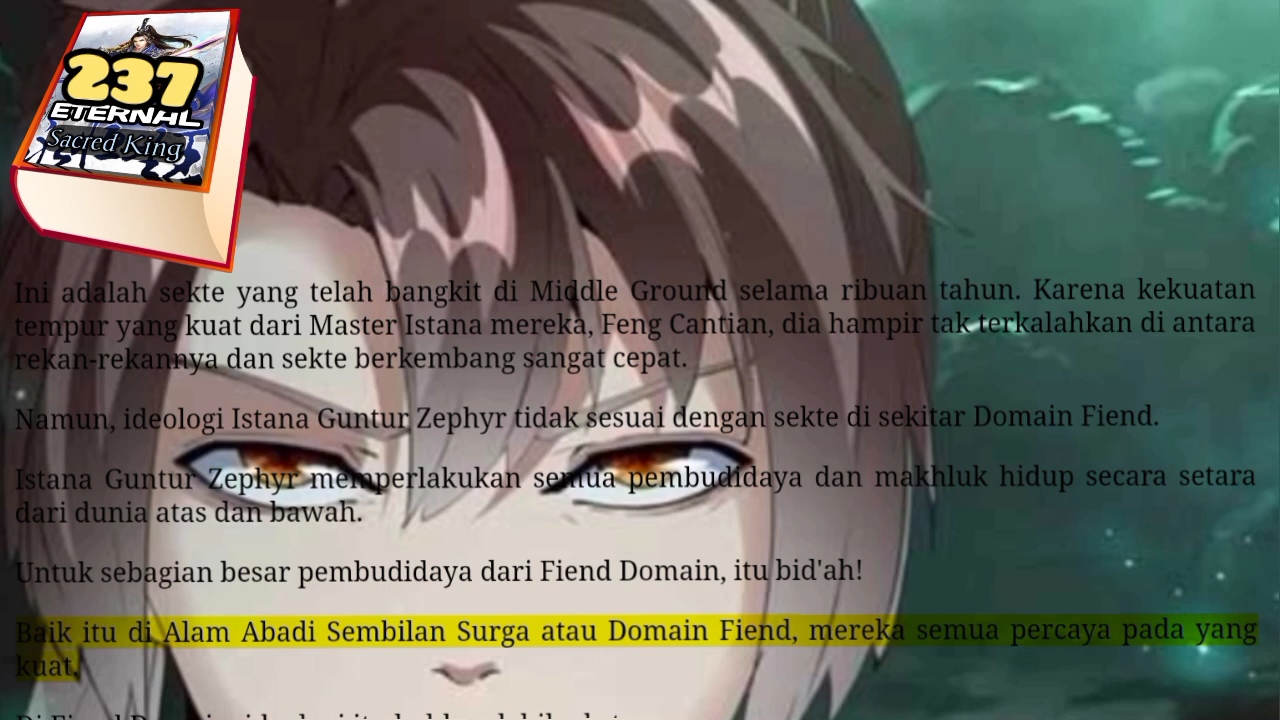 237
ETERNAL
Sacred King
Ini adalah sekte yang telah bangkit di Middle Ground selama ribuan tahun. Karena kekuatan
tempur yang kuat dari Master Istana mereka, Feng Cantian, dia hampir tak terkalahkan di antara
rekan-rekannya dan sekte berkembang sangat cepat.
Namun, ideologi Istana Guntur Zephyr tidak sesuai dengan sekte di sekitar Domain Fiend.
Istana Guntur Zephyr memperlakukan semua pembudidaya dan makhluk hidup secara setara
dari dunia atas dan bawah.
Untuk sebagian besar pembudidaya dari Fiend Domain, itu bid'ah!
Baik itu di Alam Abadi Sembilan Surga atau Domain Fiend, mereka semua percaya pada yang
kuat.